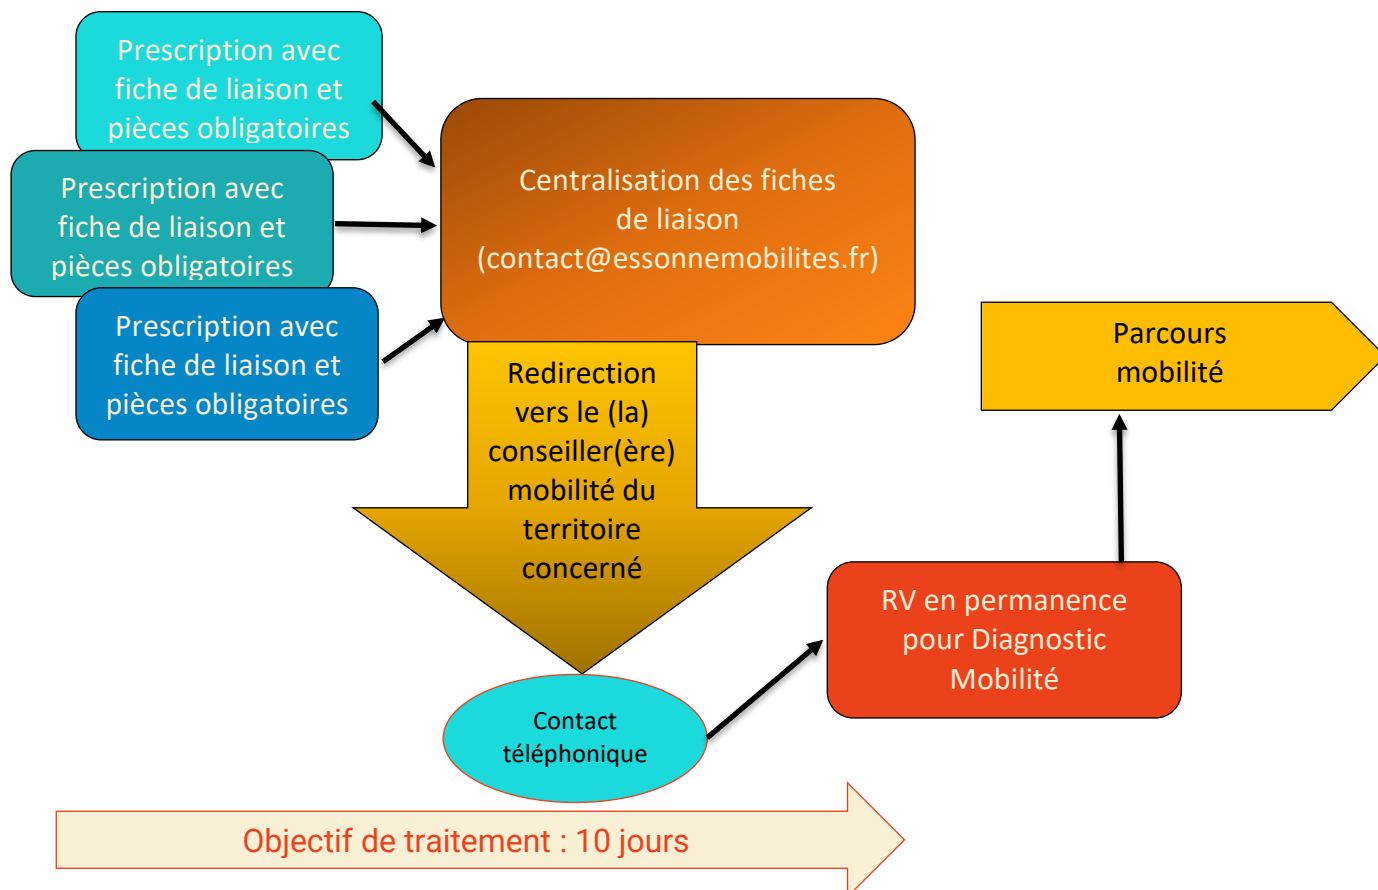 Prescription avec
fiche de liaison et
pièces obligatoires
Prescription avec
fiche de liaison et
pièces obligatoires
Prescription avec
fiche de liaison et
pièces obligatoires
Centralisation des fiches
de liaison
(contact@essonnemobilites.fr)
Redirection
vers le (la)
conseiller(ère)
mobilité du
territoire
concerné
Contact
téléphonique
RV en permanence
pour Diagnostic
Mobilité
Parcours
mobilité
Objectif de traitement : 10 jours